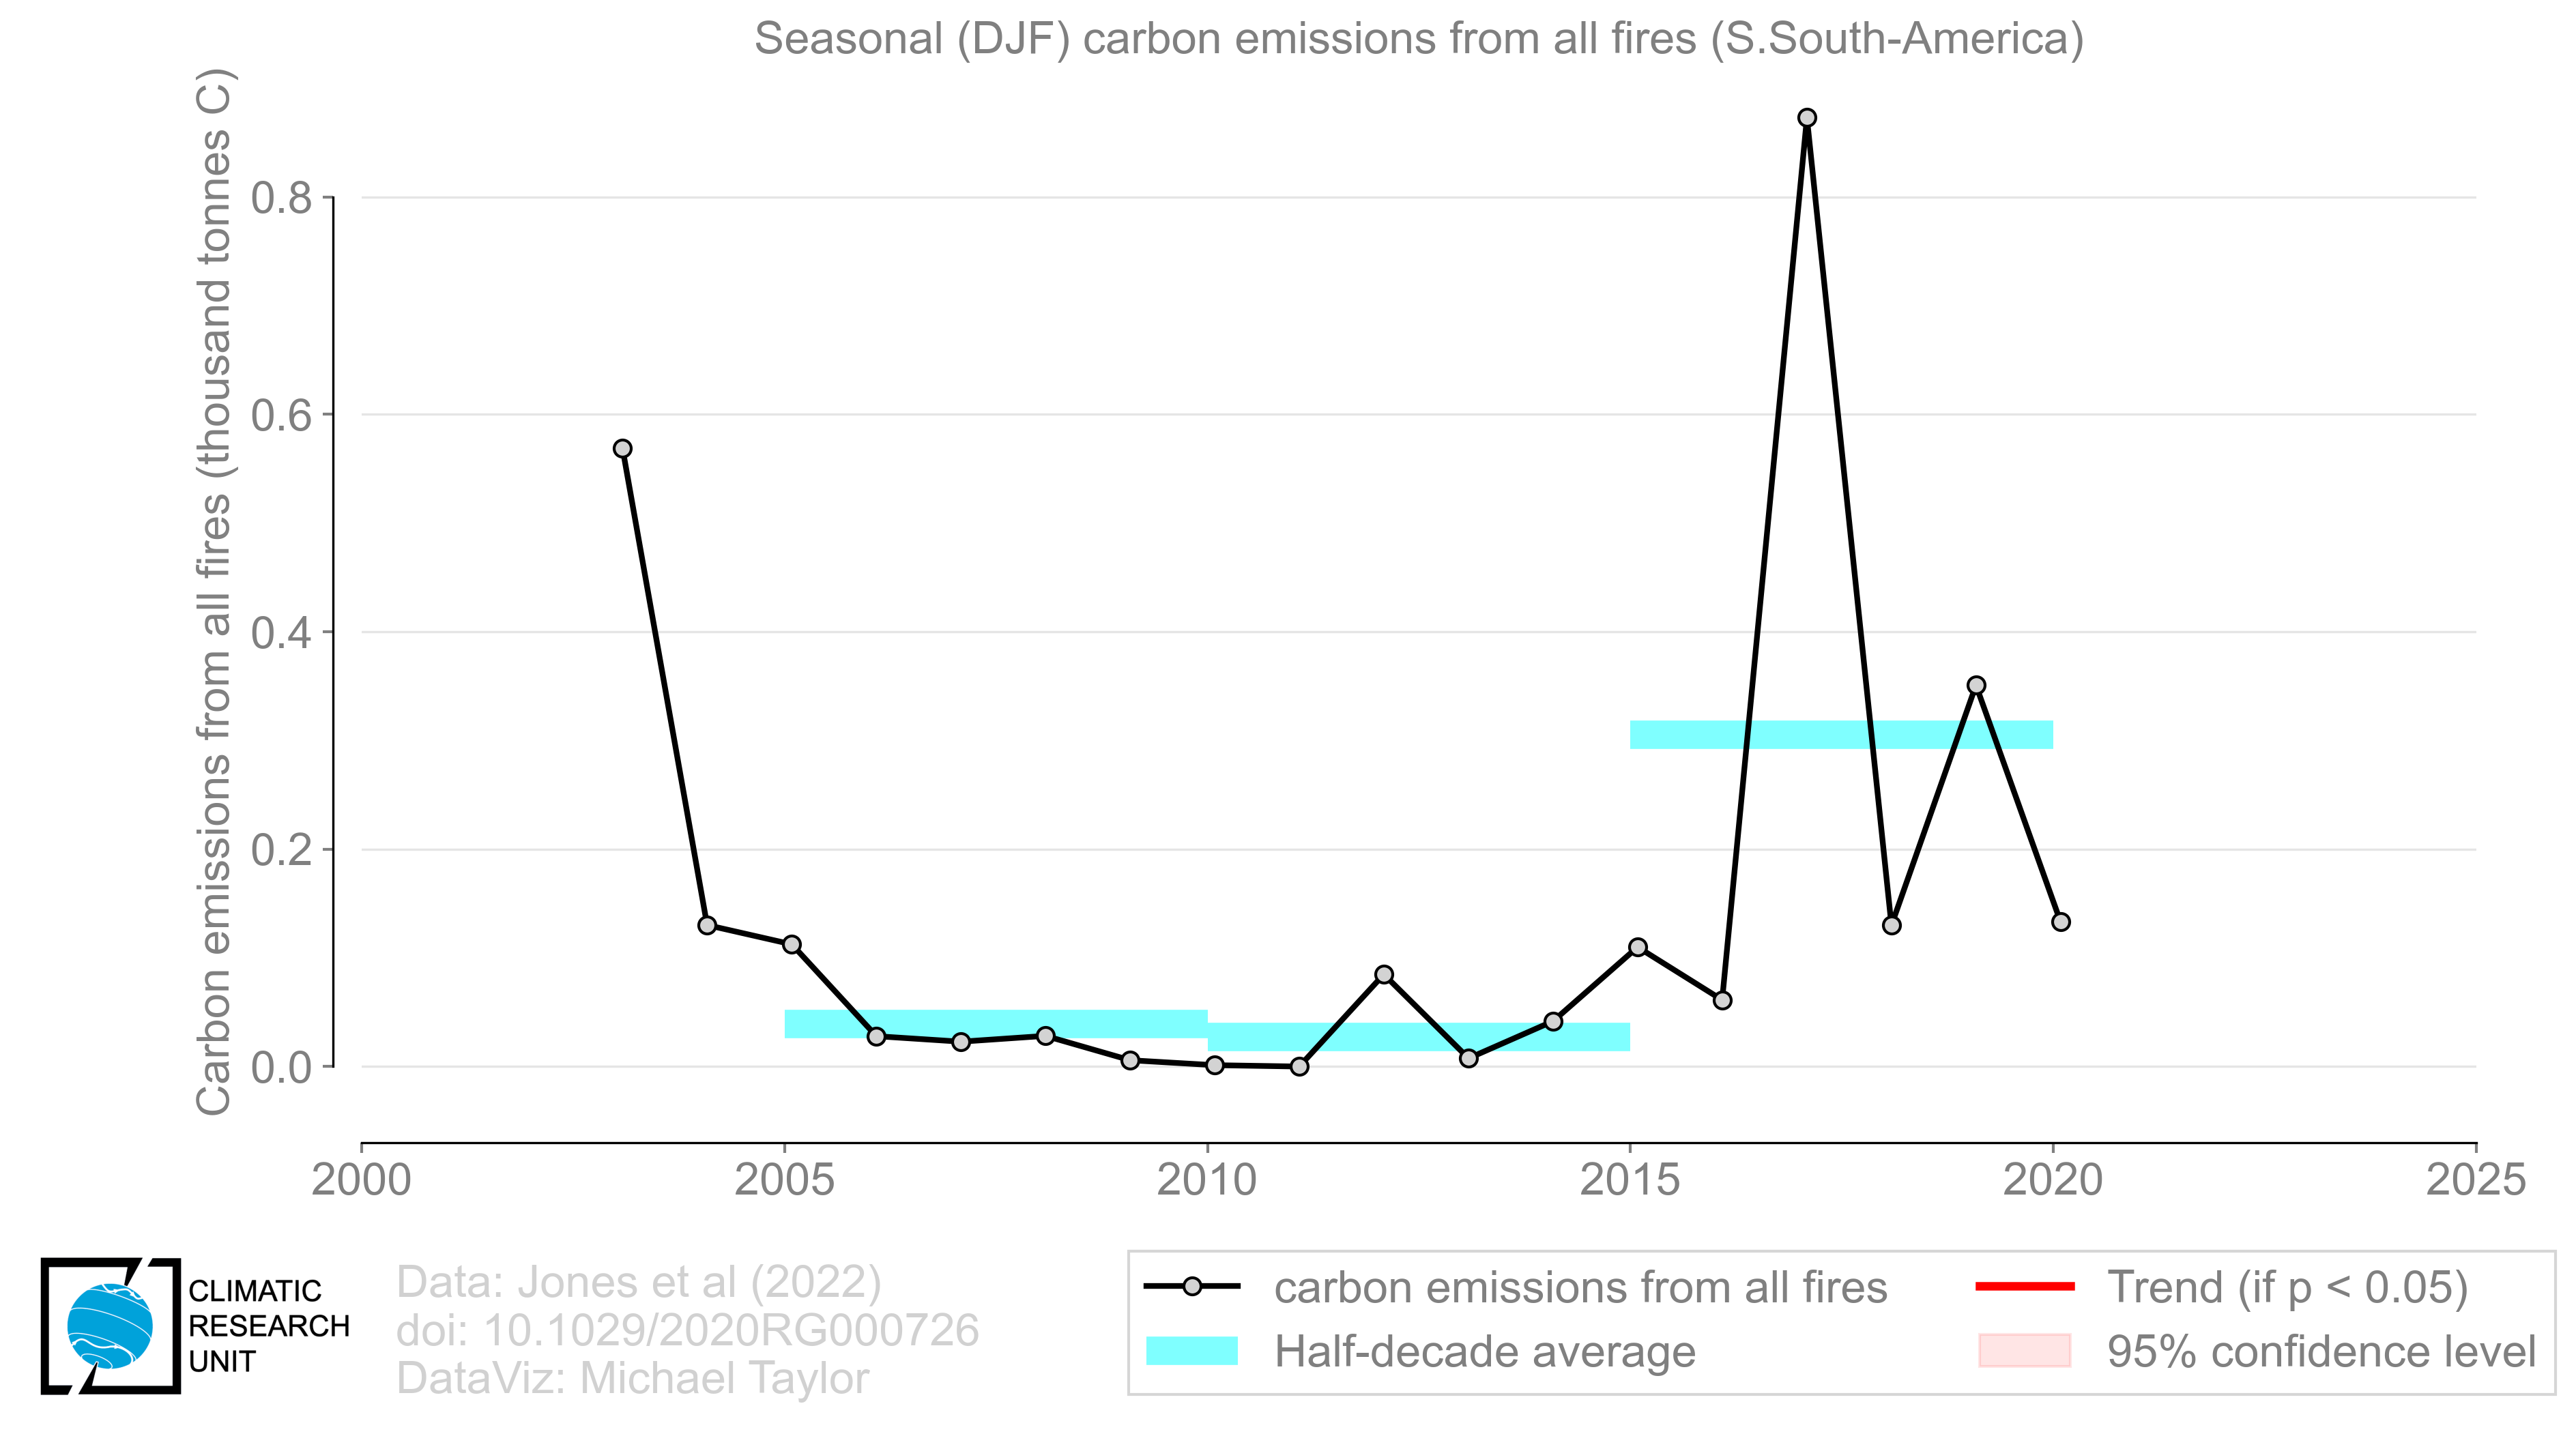 Seasonal (DJF) carbon emissions from all fires (S.South-America)
Carbon emissions from all fires (thousand tonnes C)
0.8
0.6
0.4
0.2
0.0
2000 2005 2010 2015 2020 2025
CLIMATIC
RESEARCH
UNIT
Data: Jones et al (2022)
doi: 10.1029/2020RG000726
DataViz: Michael Taylor
carbon emissions from all fires
Half-decade average
Trend (if p < 0.05)
95% confidence level